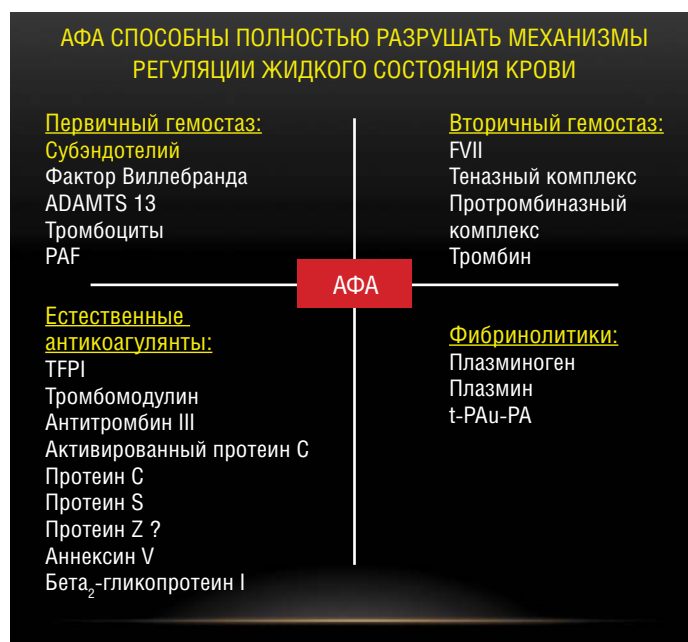 АФА СПОСОБНЫ ПОЛНОСТЬЮ РАЗРУШАТЬ МЕХАНИЗМЫ
РЕГУЛЯЦИИ ЖИДКОГО СОСТОЯНИЯ КРОВИ
Первичный гемостаз:
Субэндотелий
Фактор Виллебранда
ADAMTS 13
Тромбоциты
PAF
Вторичный гемостаз:
FVII
Теназный комплекс
Протромбиназный
комплекс
Тромбин
АФА
Естественные
антикоагулянты:
TFPI
Тромбомодулин
Антитромбин III
Активированный протеин C
Протеин C
Протеин S
Протеин Z ?
Аннексин V
Бета₂-гликопротеин I
Фибринолитики:
Плазминоген
Плазмин
t-PAu-PA